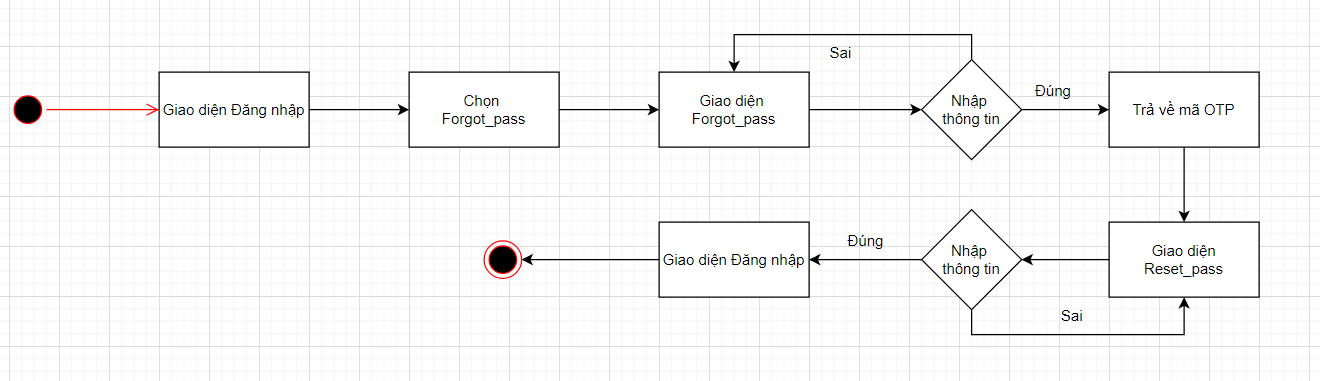 Sai
Giao diện Đăng nhập
Chọn
Forgot_pass
Giao diện
Forgot_pass
Nhập
thông tin
Đúng
Trả về mã OTP
Giao diện
Reset_pass
Nhập
thông tin
Đúng
Giao diện Đăng nhập
Sai